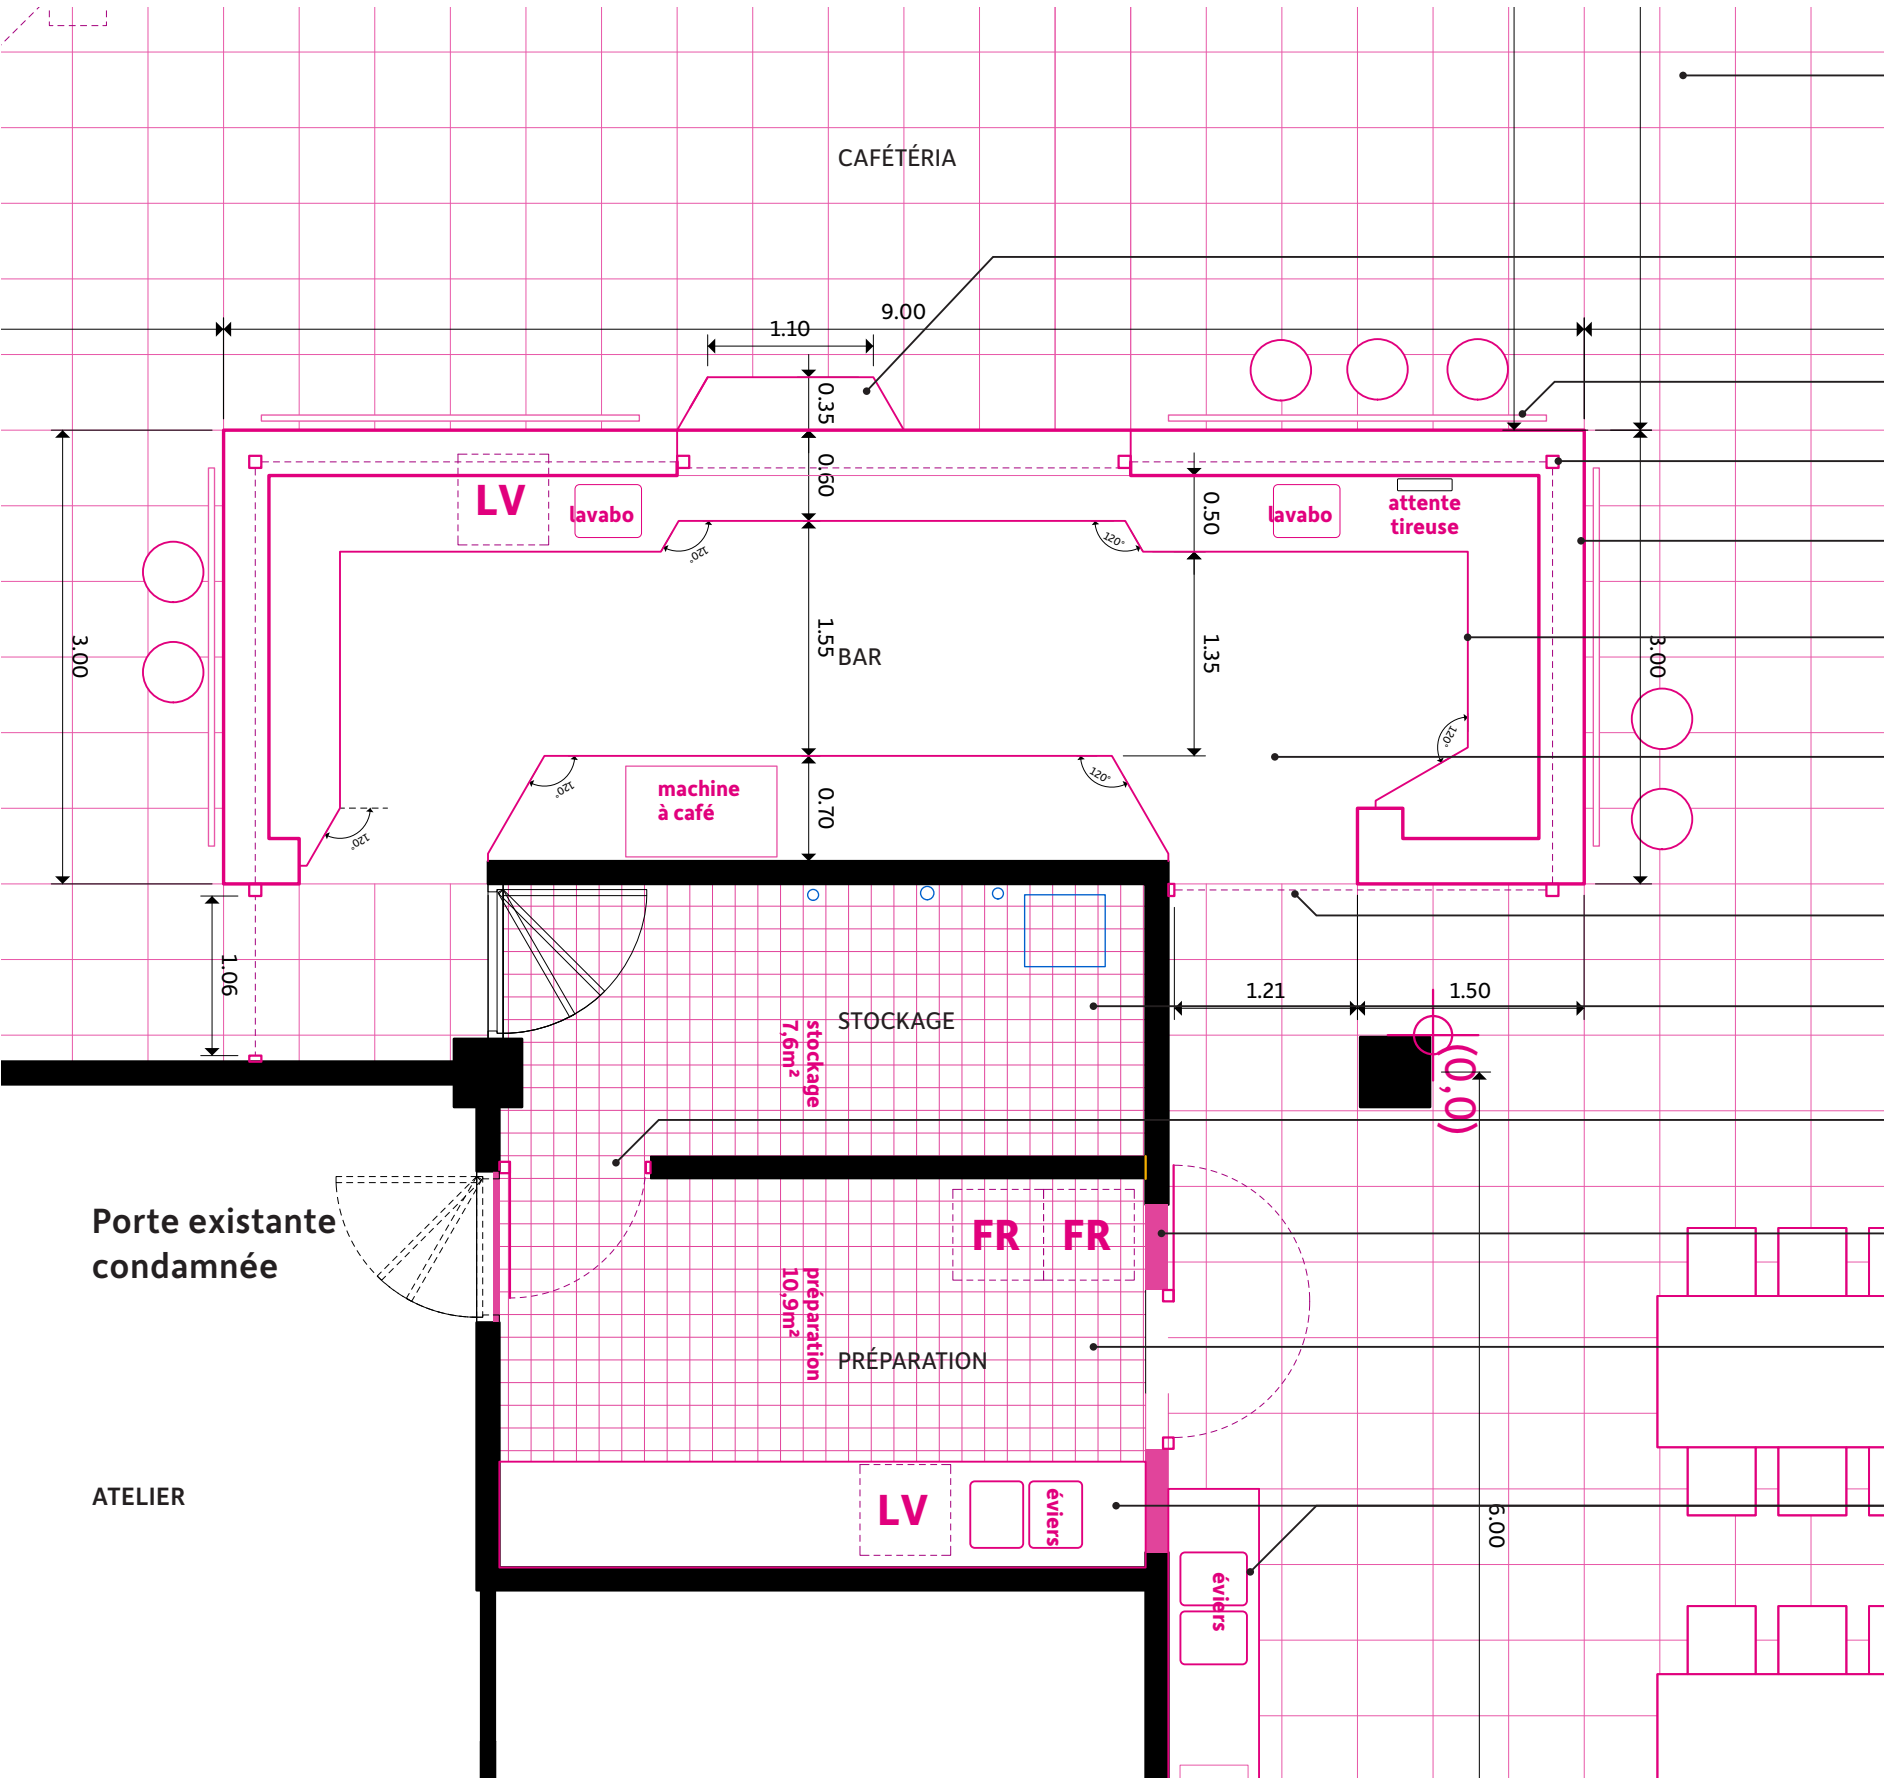 CAFÉTÉRIA
9.00
1.10
0.35
0.60
LV
lavabo
lavabo
attente
tireuse
0.50
120°
120°
3.00
1.55
BAR
1.35
3.00
120°
120°
120°
120°
machine
à café
0.70
1.06
1.21
1.50
STOCKAGE
stockage
7,6m²
(0,0)
Porte existante
condamnée
FR
FR
préparation
10,9m²
PRÉPARATION
ATELIER
LV
éviers
6.00
éviers